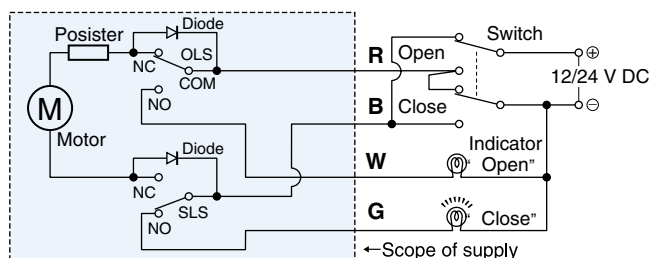 Diode
Posister
OLS
NC
COM
NO
M
Motor
Diode
NC
SLS
NO
R
Open
Switch
⊕
12/24 V DC
⊖
B
Close
W
Indicator
“Open”
G
“Close”
←Scope of supply